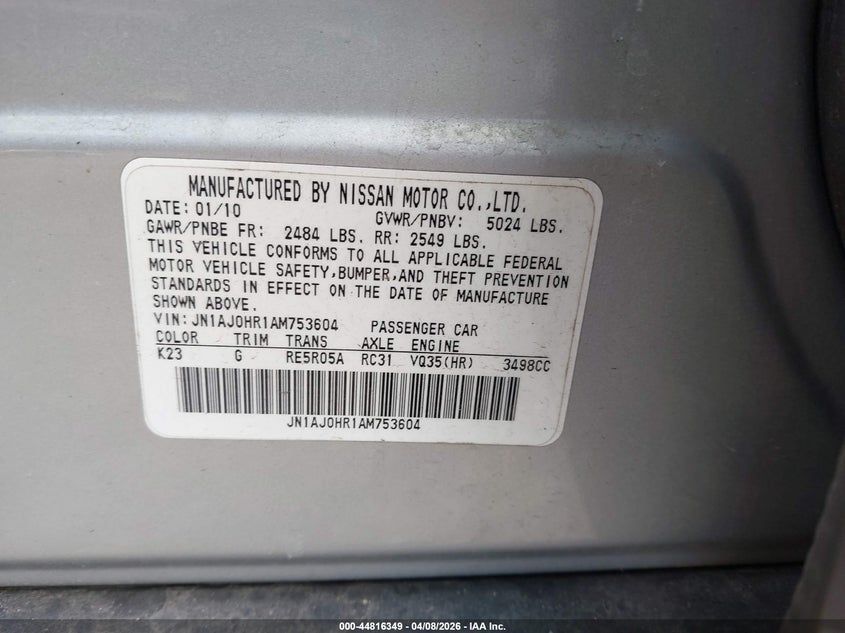 MANUFACTURED BY NISSAN MOTOR CO.,LTD.
DATE: 01/10 GVWR/PNBV: 5024 LBS.
GAWR/PNBE FR: 2484 LBS. RR: 2549 LBS.
THIS VEHICLE CONFORMS TO ALL APPLICABLE FEDERAL
MOTOR VEHICLE SAFETY,BUMPER,AND THEFT PREVENTION
STANDARDS IN EFFECT ON THE DATE OF MANUFACTURE
SHOWN ABOVE.
VIN: JN1AJ0HR1AM753604 PASSENGER CAR
COLOR TRIM TRANS AXLE ENGINE
K23 G RE5R05A RC31 VQ35(HR) 3498CC
JN1AJ0HR1AM753604
000-44816349 | 04/08/2026 - IAA Inc.